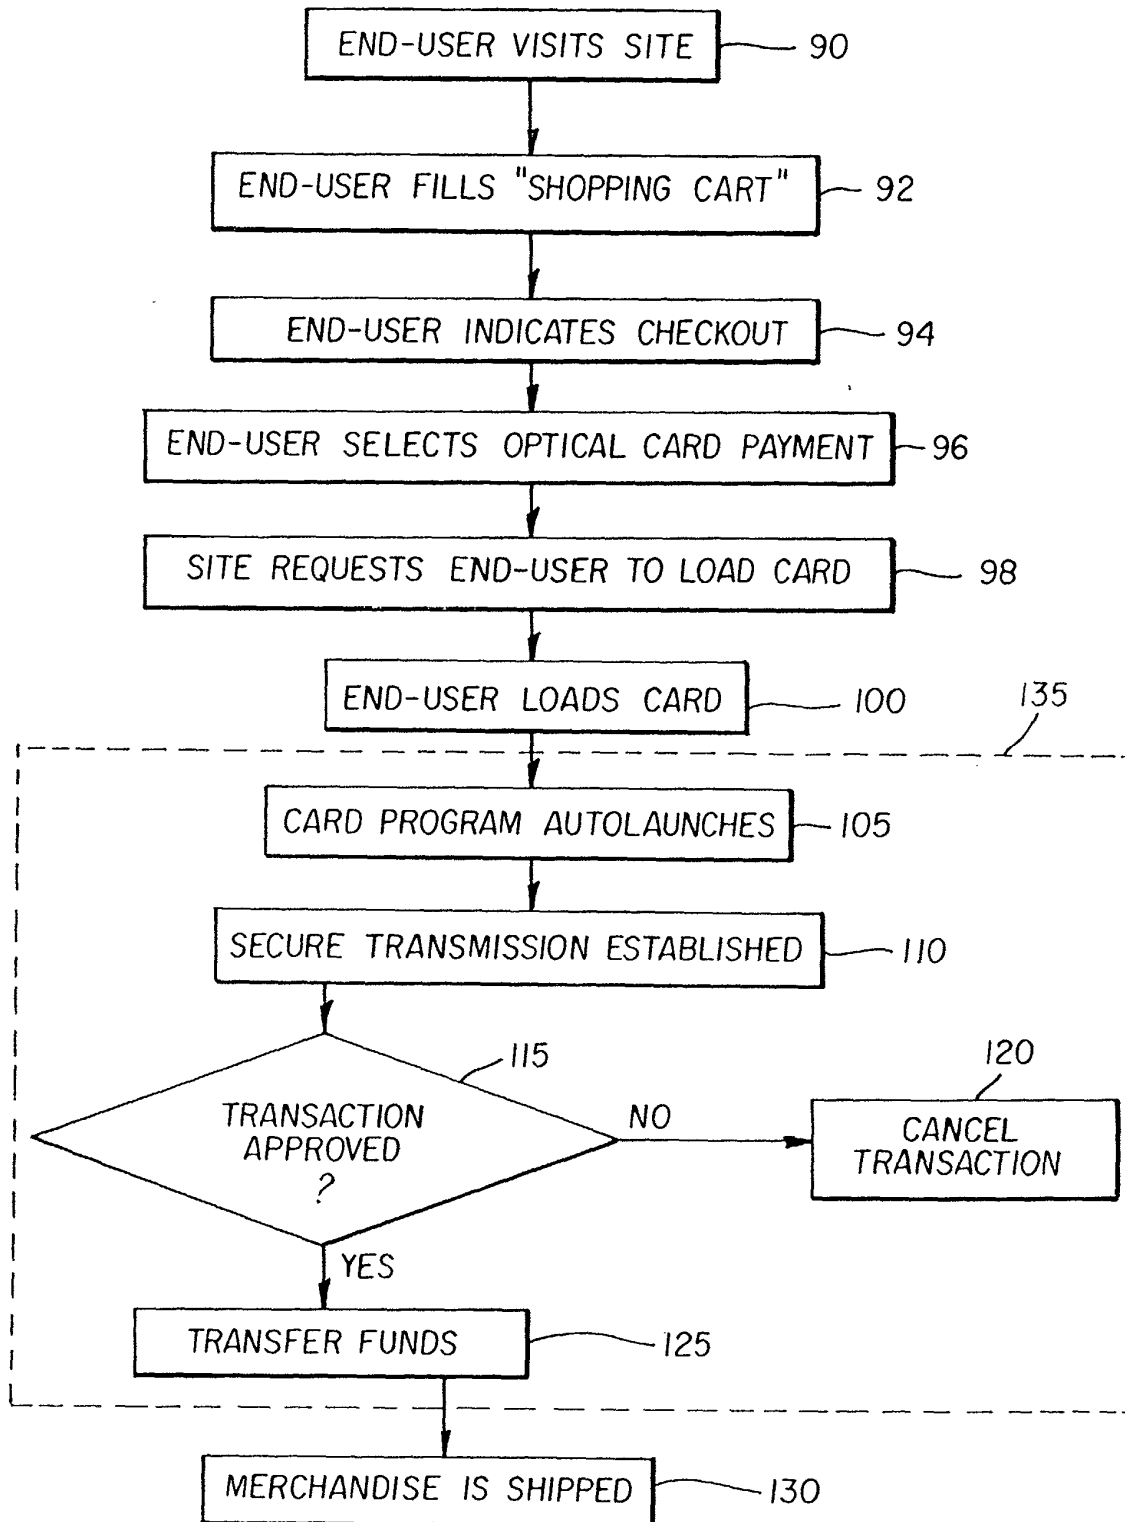 END-USER VISITS SITE 90
END-USER FILLS "SHOPPING CART" 92
END-USER INDICATES CHECKOUT 94
END-USER SELECTS OPTICAL CARD PAYMENT 96
SITE REQUESTS END-USER TO LOAD CARD 98
END-USER LOADS CARD 100
135
CARD PROGRAM AUTOLAUNCHES 105
SECURE TRANSMISSION ESTABLISHED 110
115
TRANSACTION
APPROVED
?
NO
120
CANCEL
TRANSACTION
YES
TRANSFER FUNDS 125
MERCHANDISE IS SHIPPED 130